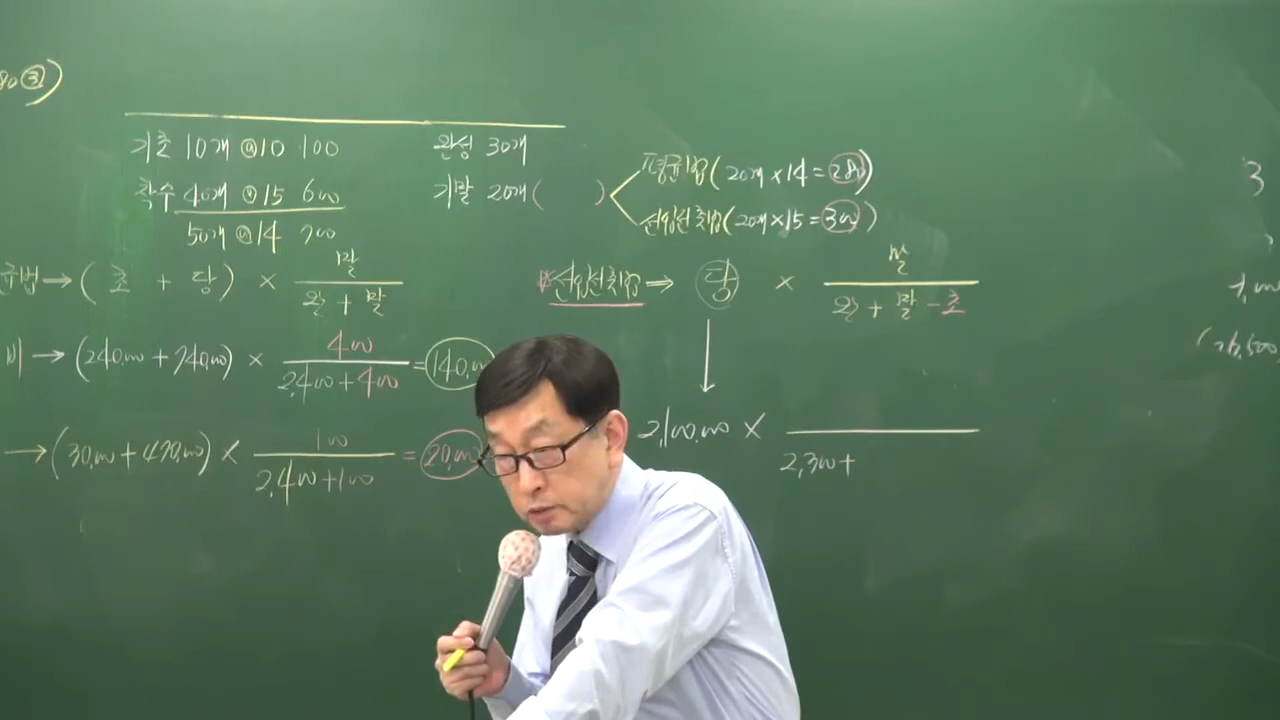 ③)
기초 10개 @10 100
완성 30개
착수 40개 @15 600
기말 20개( )
50개 @14 700
평균법(20개×14=280)
선입선출법(20개×15=300)
균법→(초 + 당) × 말
완 + 말
*선입선출법⇒ 당 × 말
완 + 말 - 초
비→(240,000+740,000) × 400
2,400+400
=140,000
→(30,000+470,000) × 100
2,400+100
=20,000
2,100,000 ×
2,300+
3